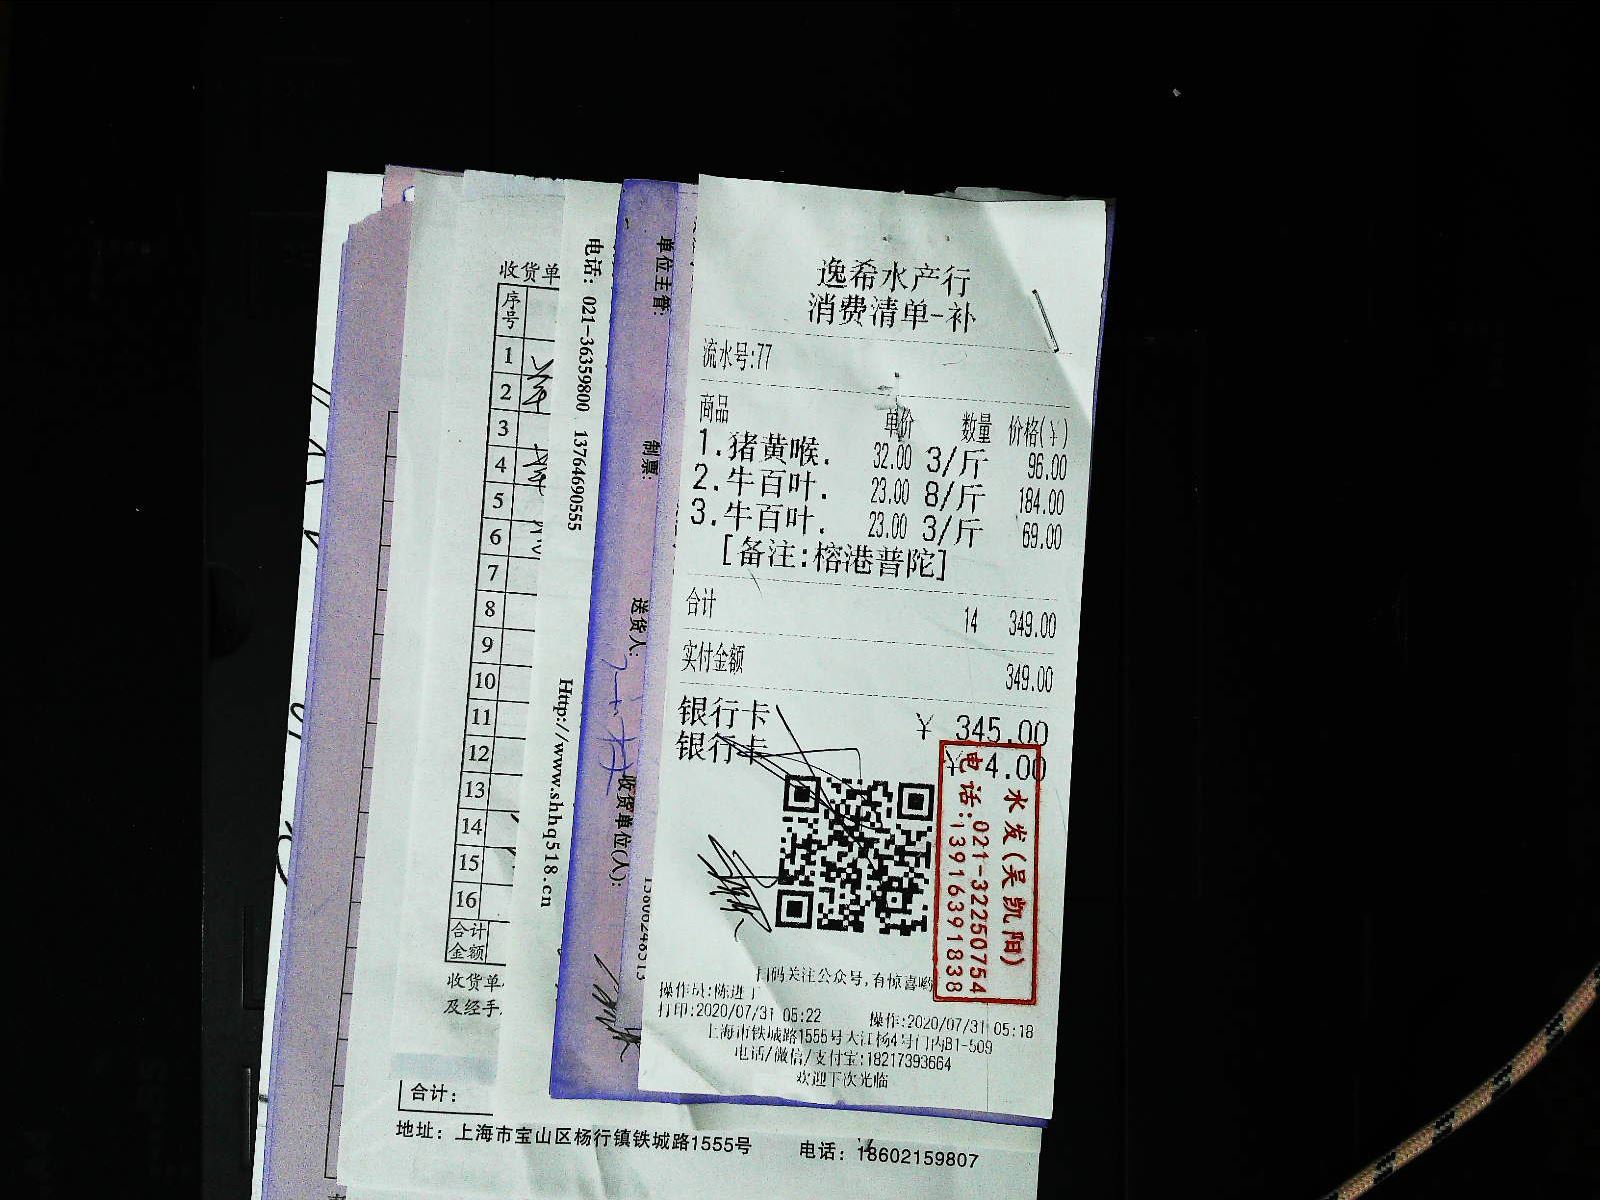 逸希水产行
消费清单-补
流水号:77
商品 单价 数量 价格(¥)
1.猪黄喉. 32.00 3/斤 96.00
2.牛百叶. 23.00 8/斤 184.00
3.牛百叶. 23.00 3/斤 69.00
[备注:榕港普陀]
合计 14 349.00
实付金额 349.00
银行卡 ¥ 345.00
银行卡 ¥ 4.00
水发(吴凯阳)
电话:021-32250754
13916391838
扫码关注公众号,有惊喜哟
操作员:陈进丁
打印:2020/07/31 05:22 操作:2020/07/31 05:18
上海市铁城路1555号大江杨4号门内B1-509
电话/微信/支付宝:18217393664
欢迎下次光临
单位主管:
制票:
送货人:
收货单位(人):
电话: 021-36359800 13764690555
Http://www.shhq518.cn
收货单
序号
1
2
3
4
5
6
7
8
9
10
11
12
13
14
15
16
合计
金额
收货单
及经手
合计:
地址: 上海市宝山区杨行镇铁城路1555号 电话: 18602159807